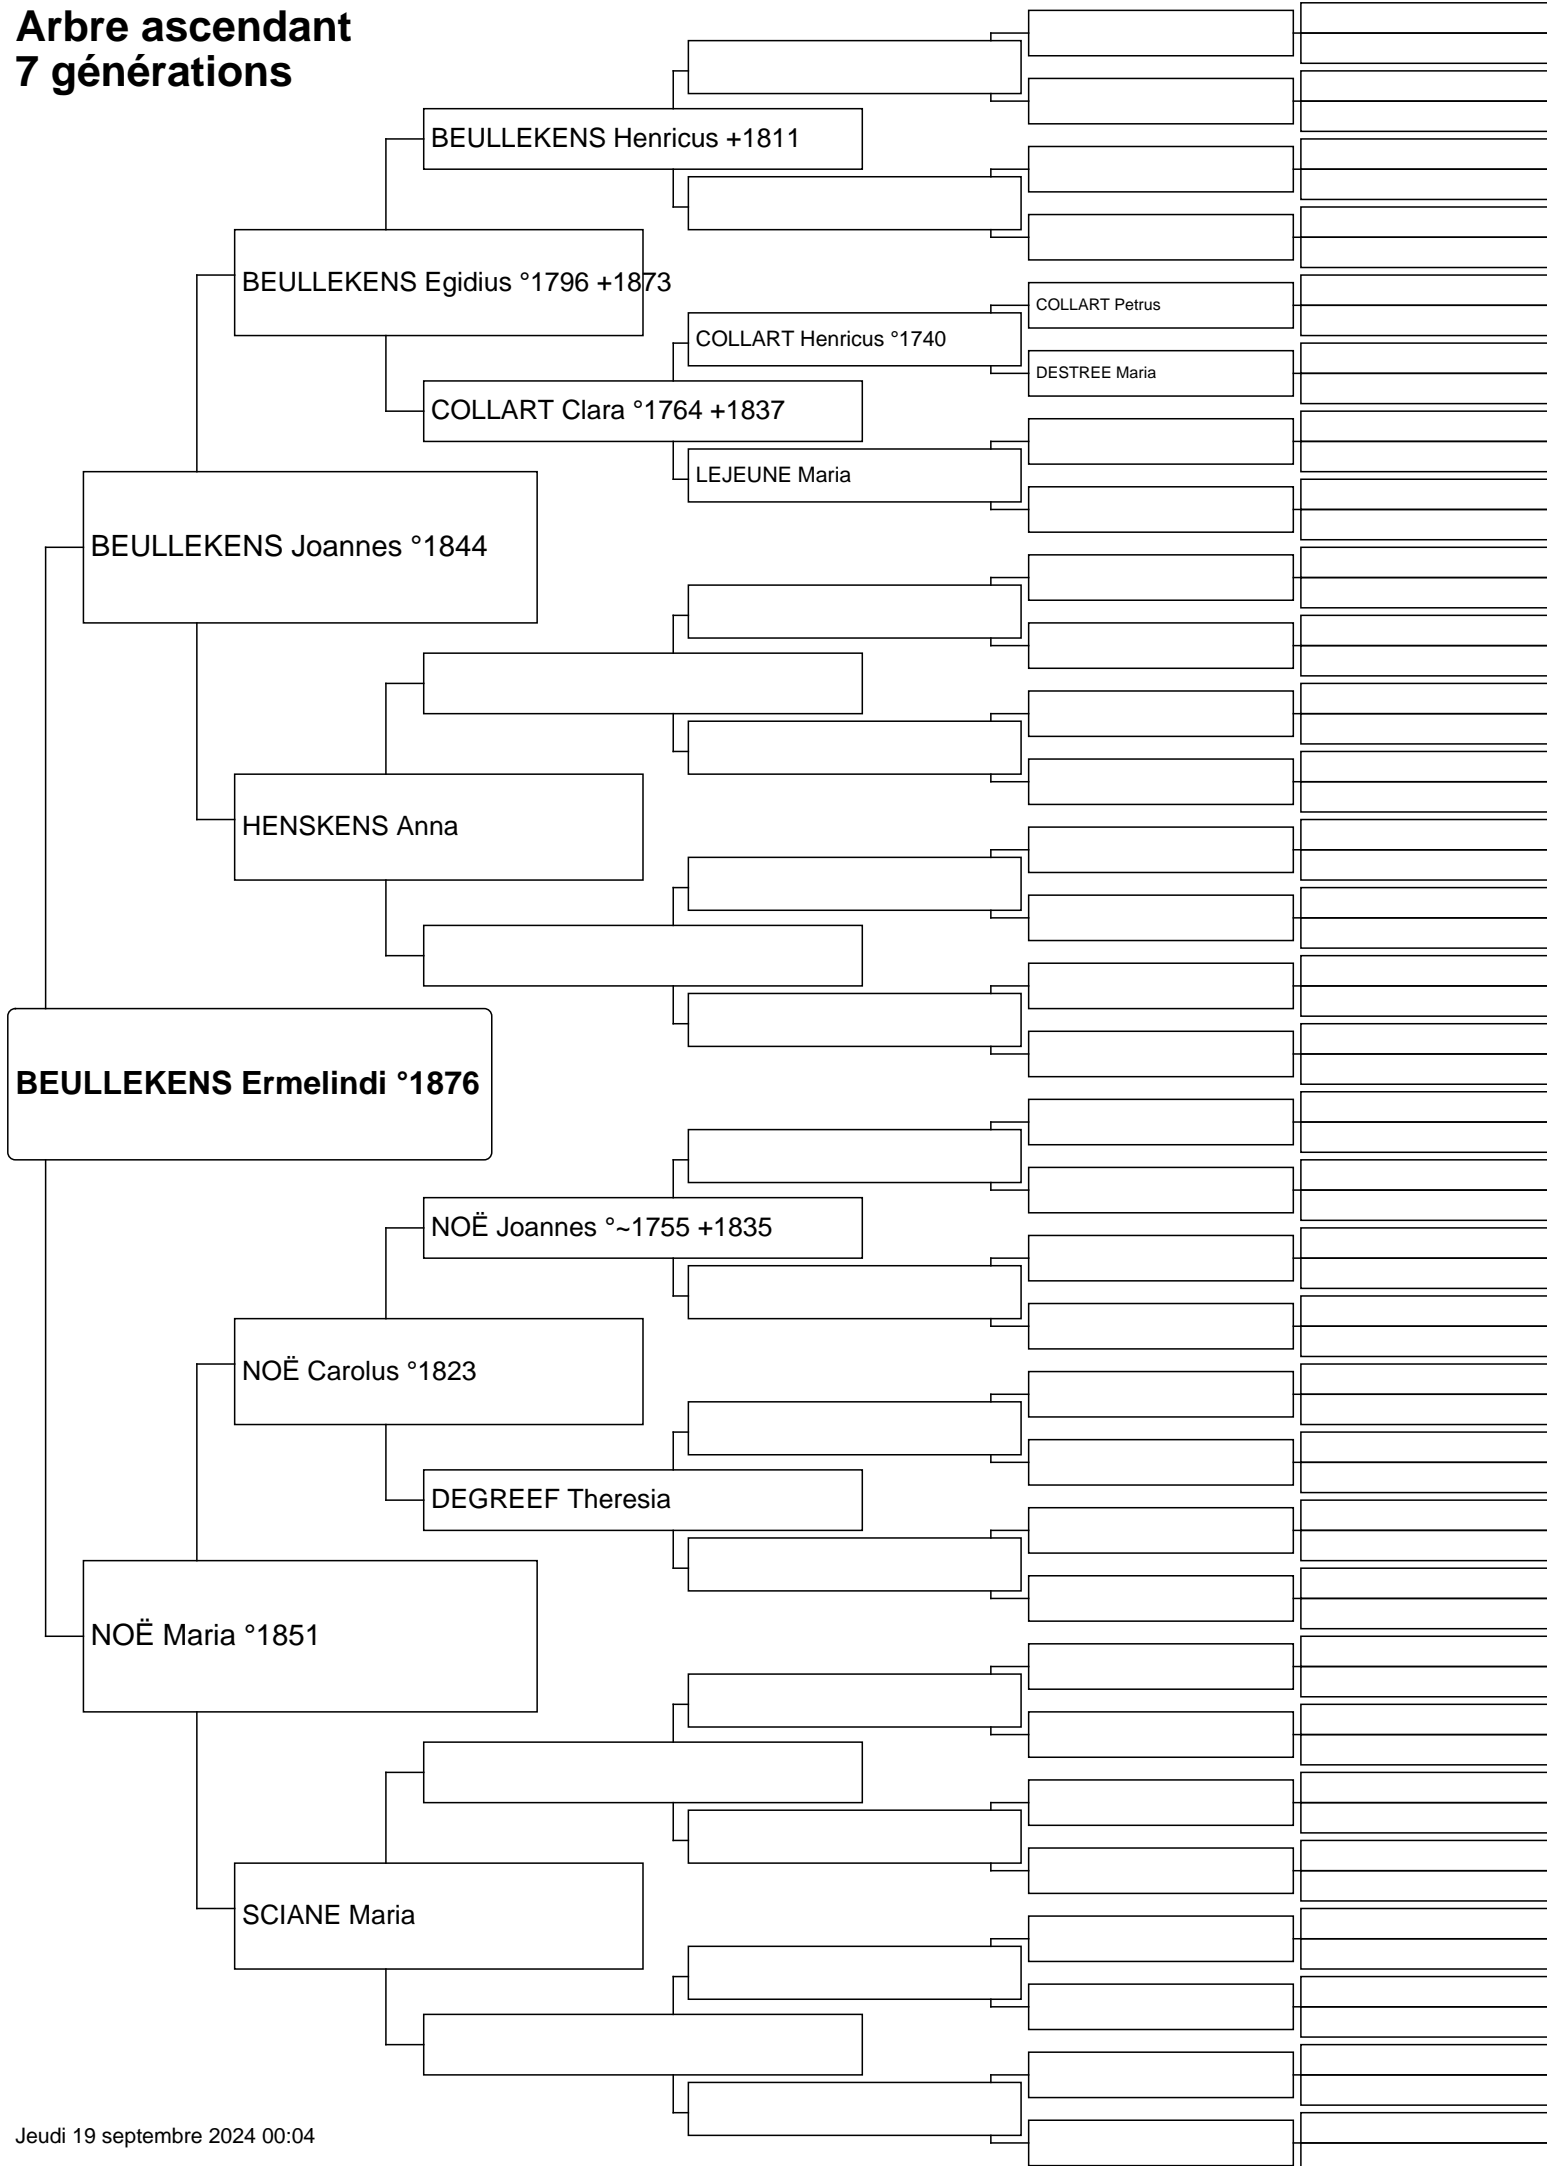 Arbre ascendant
7 générations
BEULLEKENS Henricus +1811
BEULLEKENS Egidius °1796 +1873
COLLART Petrus
COLLART Henricus °1740
DESTREE Maria
COLLART Clara °1764 +1837
LEJEUNE Maria
BEULLEKENS Joannes °1844
HENSKENS Anna
BEULLEKENS Ermelindi °1876
NOË Joannes °~1755 +1835
NOË Carolus °1823
DEGREEF Theresia
NOË Maria °1851
SCIANE Maria
Jeudi 19 septembre 2024 00:04